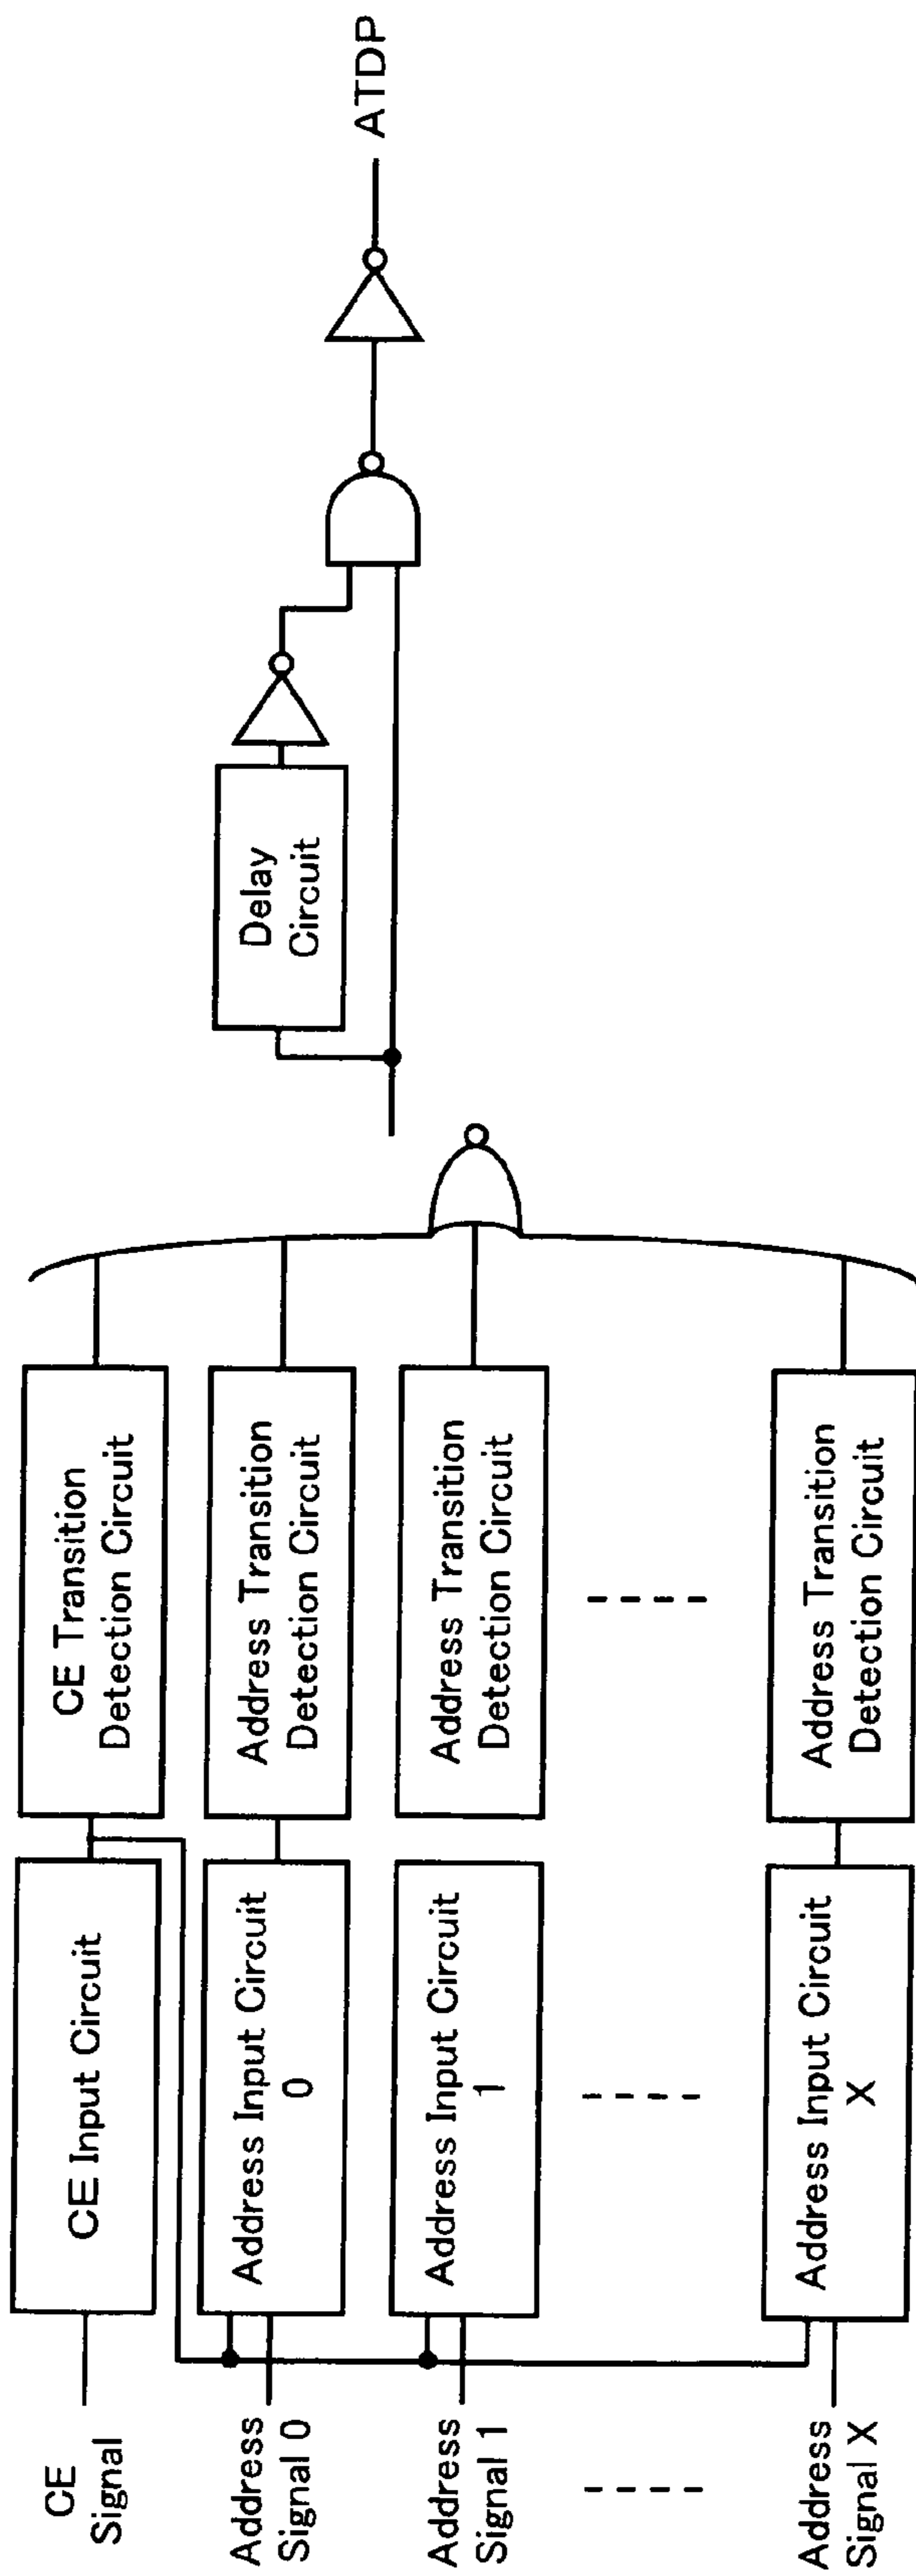 CE
Signal
CE Input Circuit
CE Transition
Detection Circuit
Address
Signal 0
Address Input Circuit
0
Address Transition
Detection Circuit
Address
Signal 1
Address Input Circuit
1
Address Transition
Detection Circuit
Address
Signal X
Address Input Circuit
X
Address Transition
Detection Circuit
Delay
Circuit
ATDP